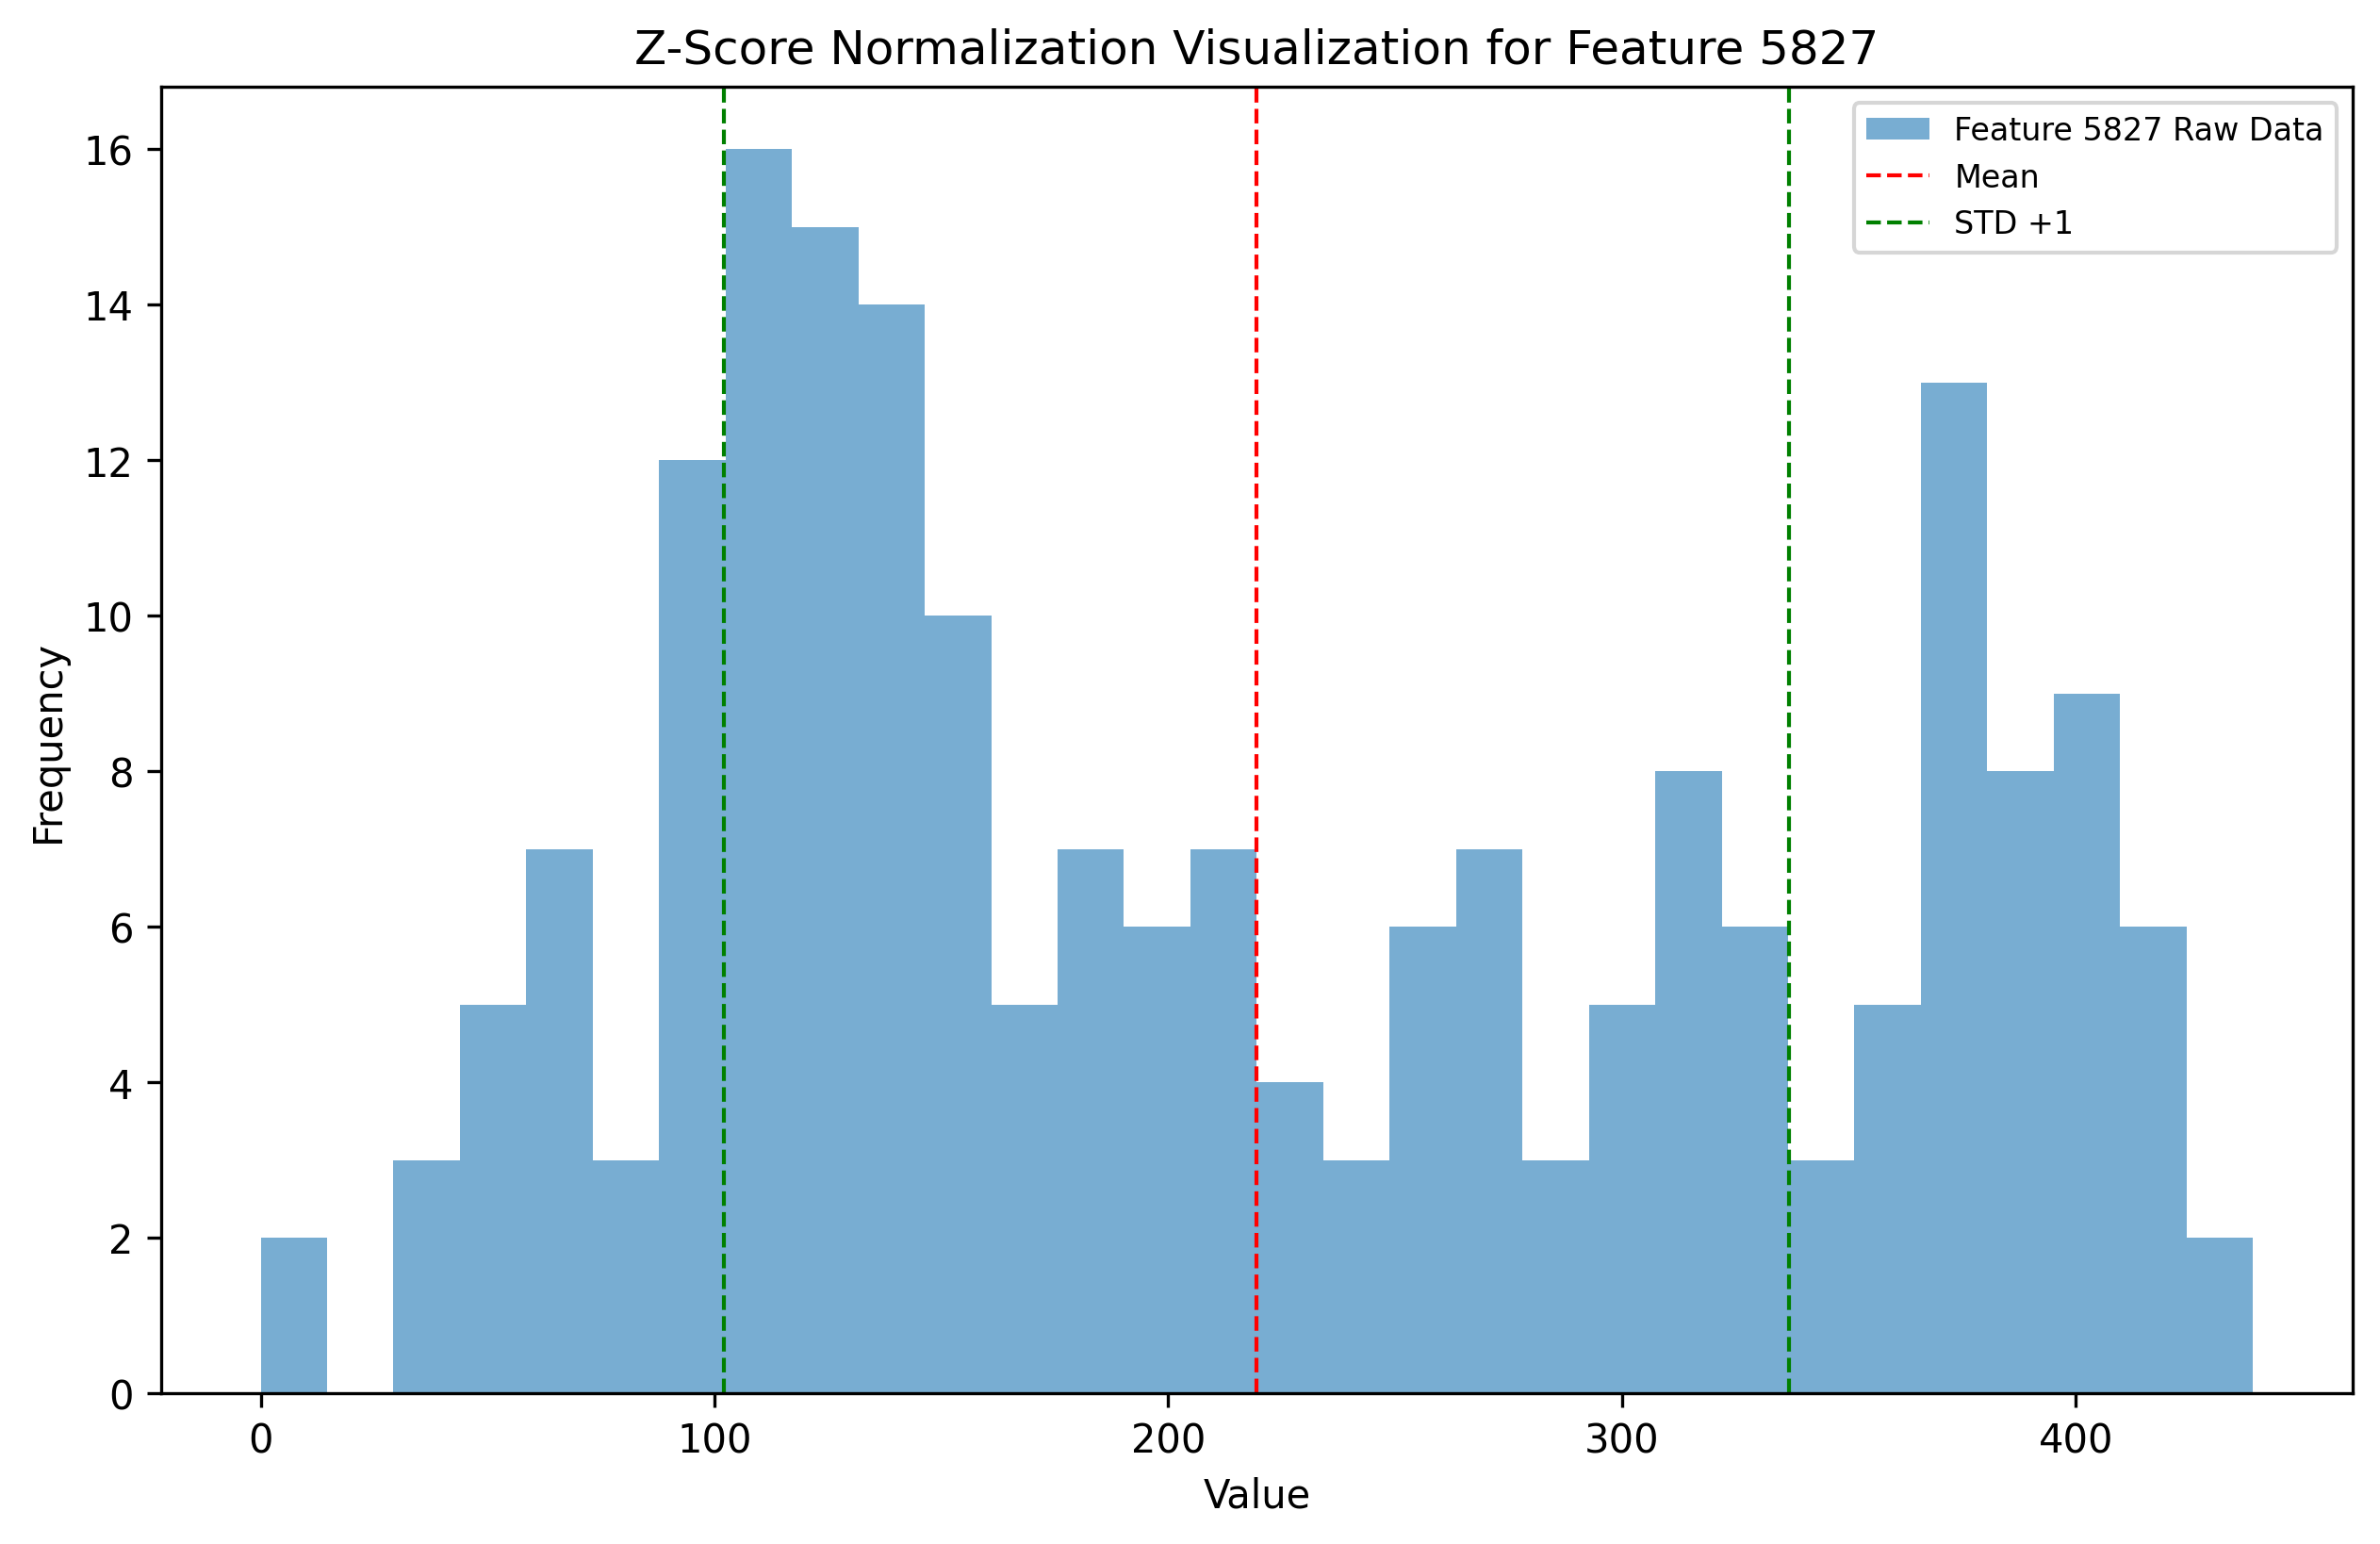 Z-Score Normalization Visualization for Feature 5827
Feature 5827 Raw Data
Mean
STD +1
16
14
12
10
8
6
4
2
0
Frequency
0 100 200 300 400
Value